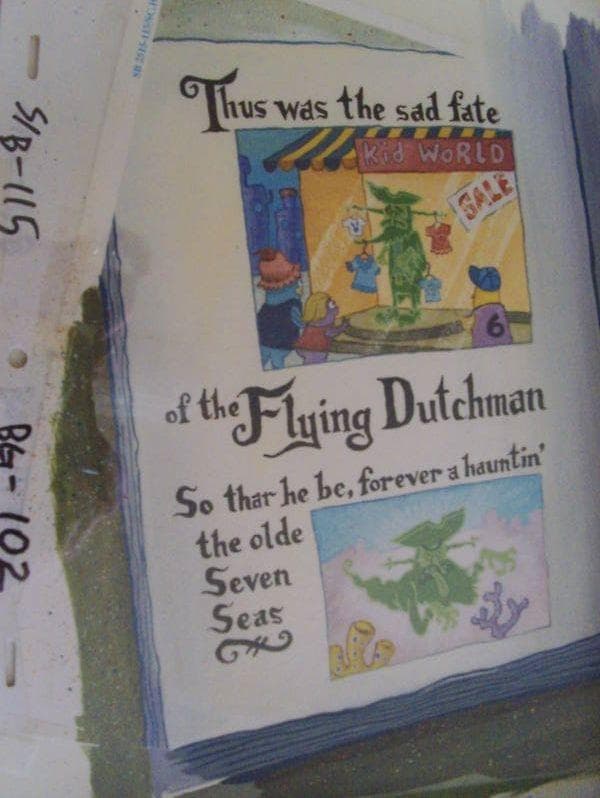 Thus was the sad fate
Kid WoRLD
SALE
6
of the Flying Dutchman
So thar he be, forever a hauntin'
the olde
Seven
Seas
S/B-115
BG-102